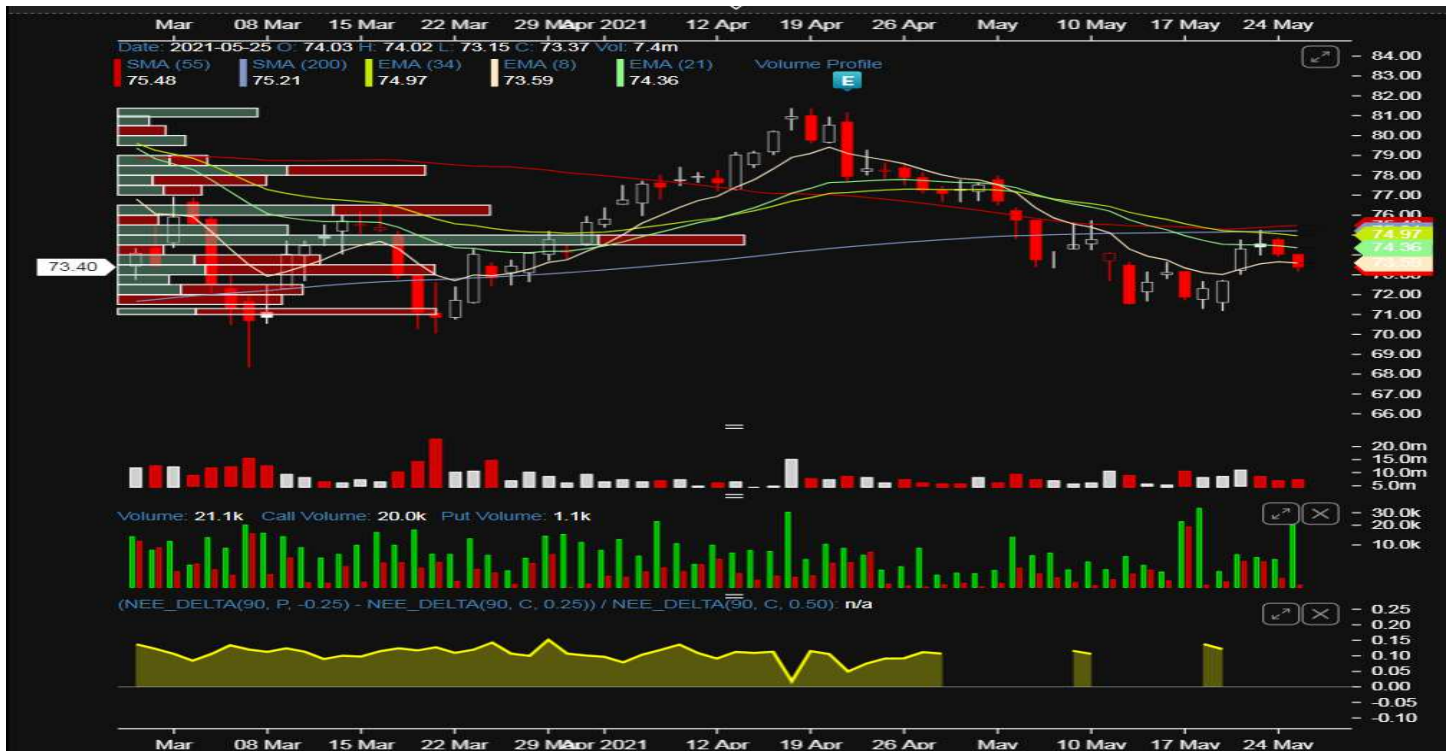 Mar 08 Mar 15 Mar 22 Mar 29 Mar Apr 2021 12 Apr 19 Apr 26 Apr May 10 May 17 May 24 May
Date: 2021-05-25 O: 74.03 H: 74.02 L: 73.15 C: 73.37 Vol: 7.4m
SMA (55) SMA (200) EMA (34) EMA (8) EMA (21) Volume Profile
75.48 75.21 74.97 73.59 74.36
E
84.00
83.00
82.00
81.00
80.00
79.00
78.00
77.00
76.00
74.97
74.36
73.40
72.00
71.00
70.00
69.00
68.00
67.00
66.00
20.0m
15.0m
10.0m
5.0m
Volume: 21.1k Call Volume: 20.0k Put Volume: 1.1k
30.0k
20.0k
10.0k
(NEE_DELTA(90, P, -0.25) - NEE_DELTA(90, C, 0.25)) / NEE_DELTA(90, C, 0.50): n/a
0.25
0.20
0.15
0.10
0.05
0.00
-0.05
-0.10
Mar 08 Mar 15 Mar 22 Mar 29 Mar Apr 2021 12 Apr 19 Apr 26 Apr May 10 May 17 May 24 May